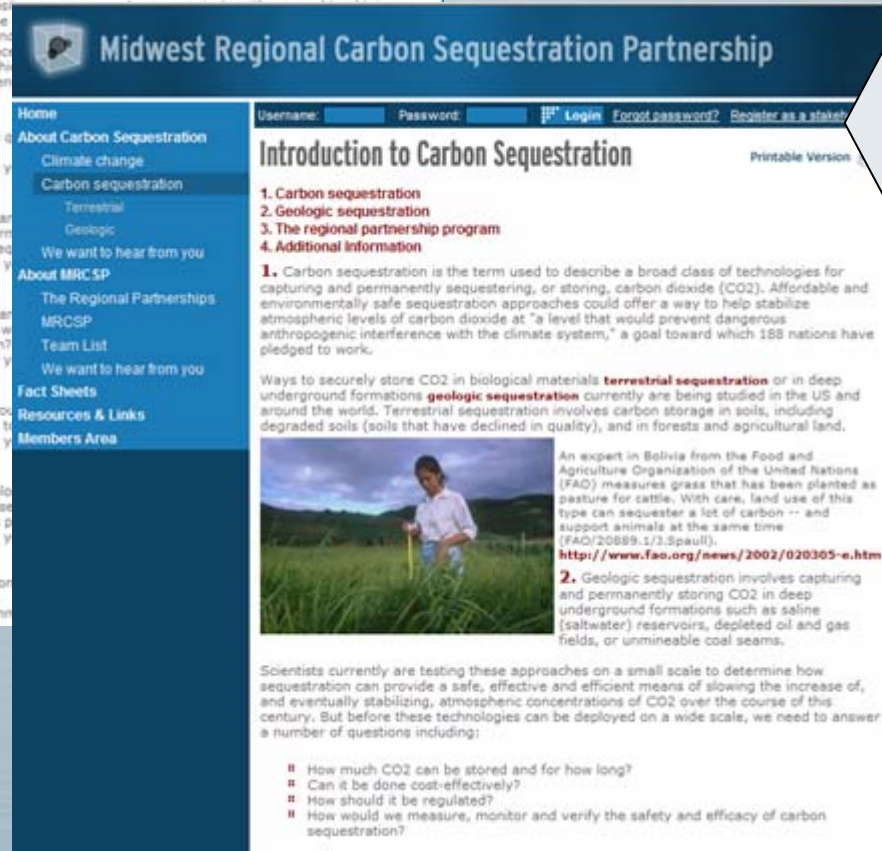 Midwest Regional Carbon Sequestration Partnership
Home
About Carbon Sequestration
Climate change
Carbon sequestration
Terrestrial
Geologic
We want to hear from you
About MRCSP
The Regional Partnerships
MRCSP
Team List
We want to hear from you
Fact Sheets
Resources & Links
Members Area
Username: Password: Login Forgot password? Register as a
Introduction to Carbon Sequestration
Printable Version
1. Carbon sequestration
2. Geologic sequestration
3. The regional partnership program
4. Additional Information
1. Carbon sequestration is the term used to describe a broad class of technologies for
capturing and permanently sequestering, or storing, carbon dioxide (CO2). Affordable and
environmentally safe sequestration approaches could offer a way to help stabilize
atmospheric levels of carbon dioxide at "a level that would prevent dangerous
anthropogenic interference with the climate system," a goal toward which 188 nations have
pledged to work.
Ways to securely store CO2 in biological materials terrestrial sequestration or in deep
underground formations geologic sequestration currently are being studied in the US and
around the world. Terrestrial sequestration involves carbon storage in soils, including
degraded soils (soils that have declined in quality), and in forests and agricultural land.
An expert in Bolivia from the Food and
Agriculture Organization of the United Nations
(FAO) measures grass that has been planted as
pasture for cattle. With care, land use of this
type can sequester a lot of carbon -- and
support animals at the same time
(FAO/20889.1/J.Spaull).
http://www.fao.org/news/2002/020305-e.htm
2. Geologic sequestration involves capturing
and permanently storing CO2 in deep
underground formations such as saline
(saltwater) reservoirs, depleted oil and gas
fields, or unmineable coal seams.
Scientists currently are testing these approaches on a small scale to determine how
sequestration can provide a safe, effective and efficient means of slowing the increase of,
and eventually stabilizing, atmospheric concentrations of CO2 over the course of this
century. But before these technologies can be deployed on a wide scale, we need to answer
a number of questions including:
How much CO2 can be stored and for how long?
Can it be done cost-effectively?
How should it be regulated?
How would we measure, monitor and verify the safety and efficacy of carbon
sequestration?